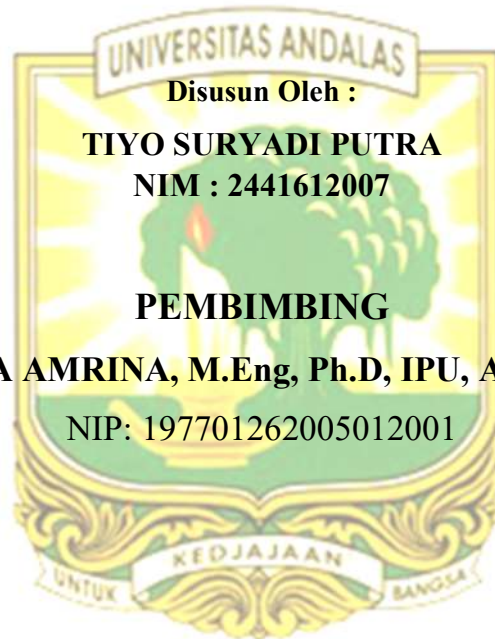 UNIVERSITAS ANDALAS
Disusun Oleh :
TIYO SURYADI PUTRA
NIM : 2441612007
PEMBIMBING
AMRINA, M.Eng, Ph.D, IPU,
NIP: 197701262005012001
KEDJAJAAN
UNTUK BANGSA